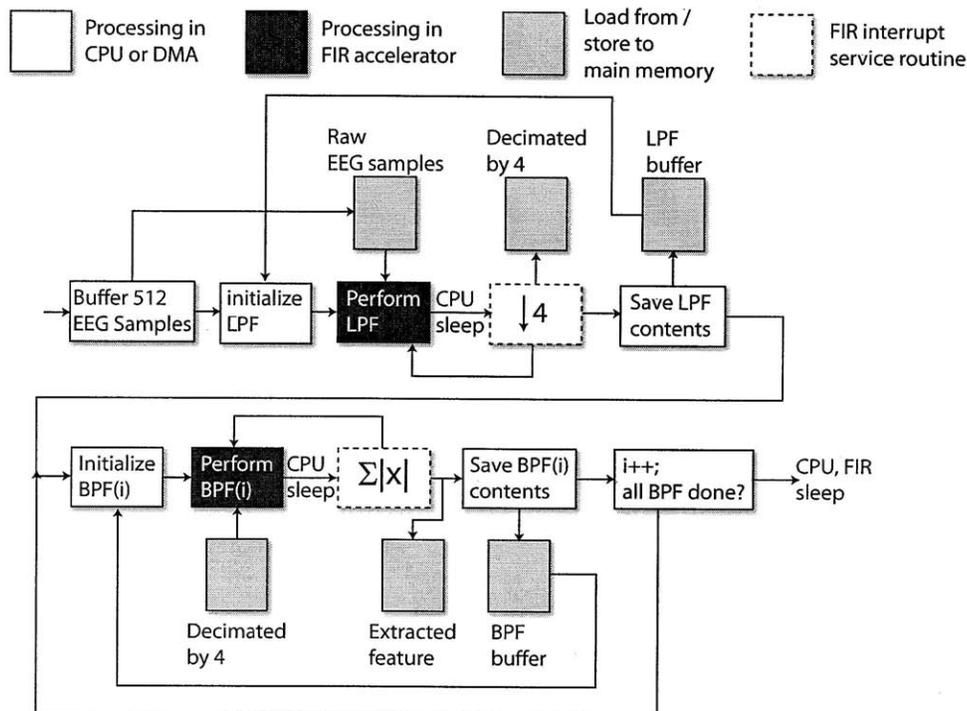 Processing in
CPU or DMA
Processing in
FIR accelerator
Load from /
store to
main memory
FIR interrupt
service routine
Raw
EEG samples
Decimated
by 4
LPF
buffer
Buffer 512
EEG Samples
initialize
LPF
Perform
LPF
CPU
sleep
↓4
Save LPF
contents
Initialize
BPF(i)
Perform
BPF(i)
CPU
sleep
Σ|x|
Save BPF(i)
contents
i++;
all BPF done?
CPU, FIR
sleep
Decimated
by 4
Extracted
feature
BPF
buffer